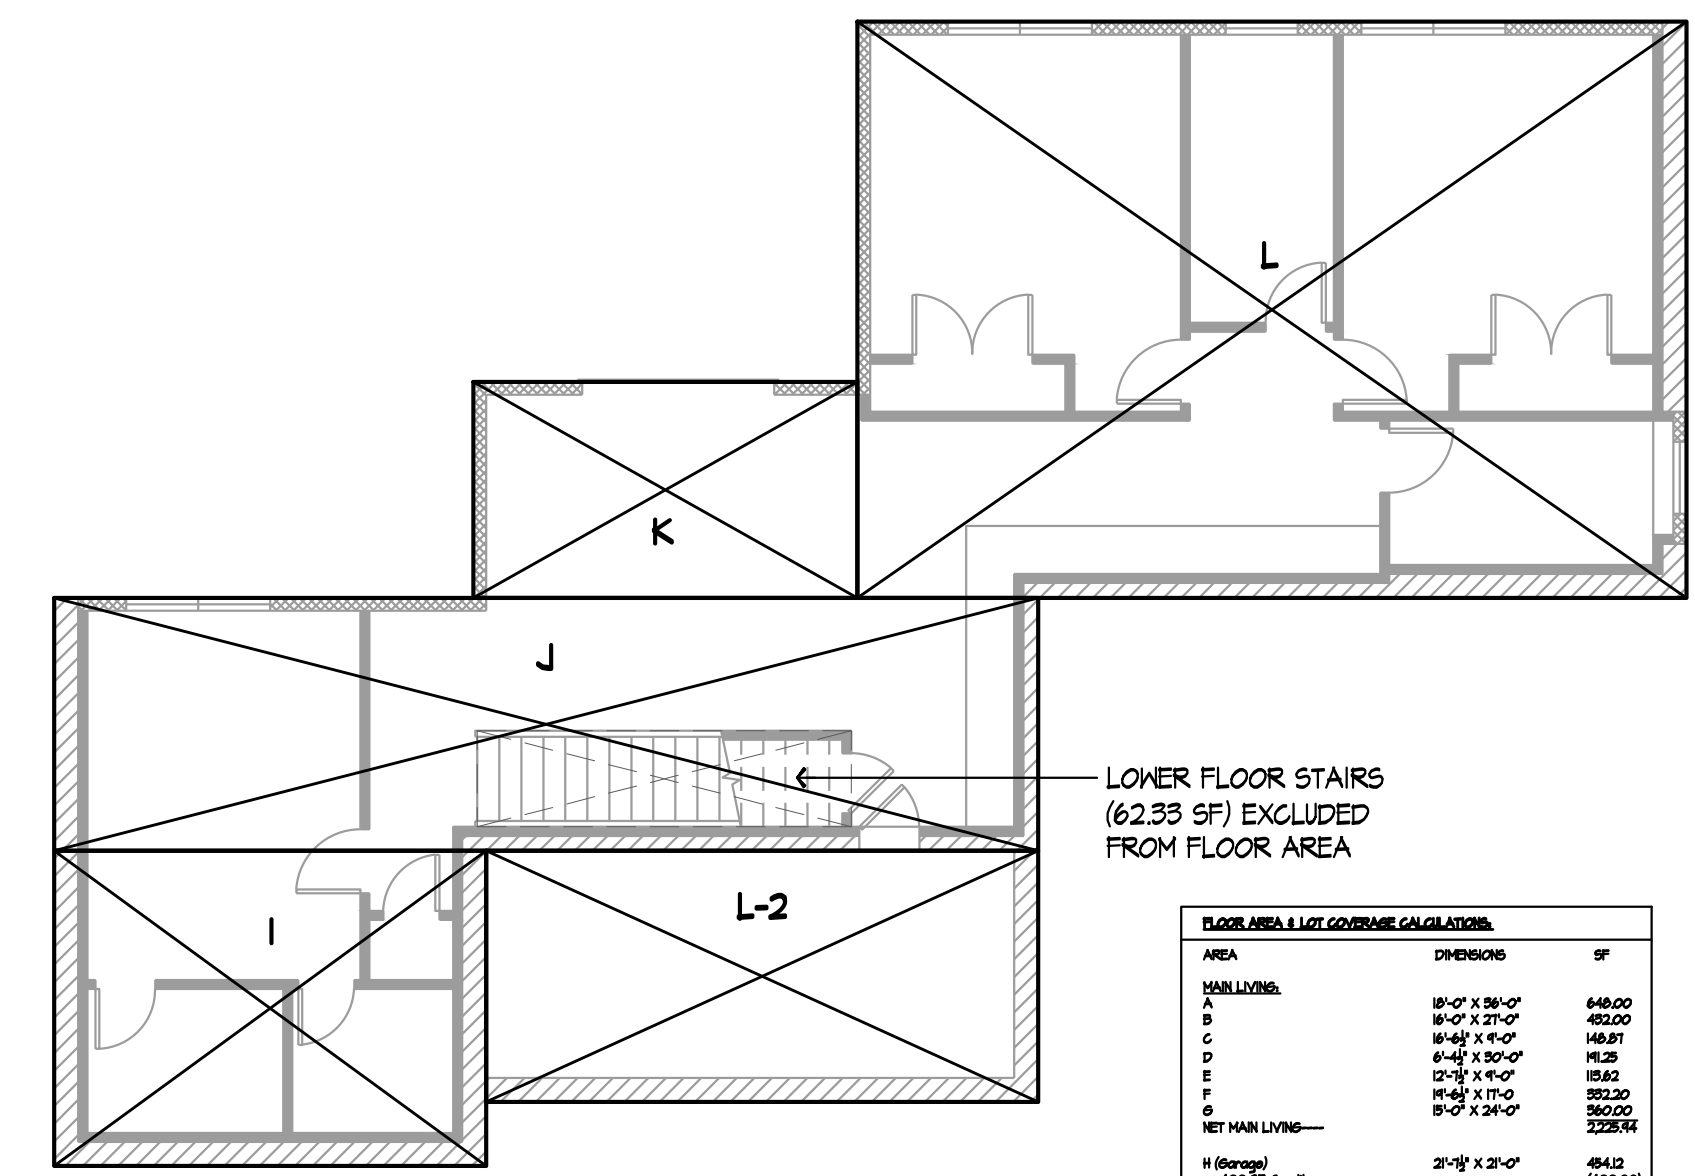 L
K
J
LOWER FLOOR STAIRS
(62.33 SF) EXCLUDED
FROM FLOOR AREA
I
L-2
FLOOR AREA & LOT COVERAGE CALCULATIONS:
AREA DIMENSIONS SF
MAIN LIVING:
A 18'-0" X 36'-0" 648.00
B 16'-0" X 27'-0" 432.00
C 16'-6½" X 9'-0" 148.87
D 6'-4½" X 30'-0" 191.25
E 12'-7½" X 9'-0" 113.62
F 19'-6½" X 17'-0 332.20
G 15'-0" X 24'-0" 360.00
NET MAIN LIVING---- 2,225.94
H (Garage) 21'-7½" X 21'-0" 454.12